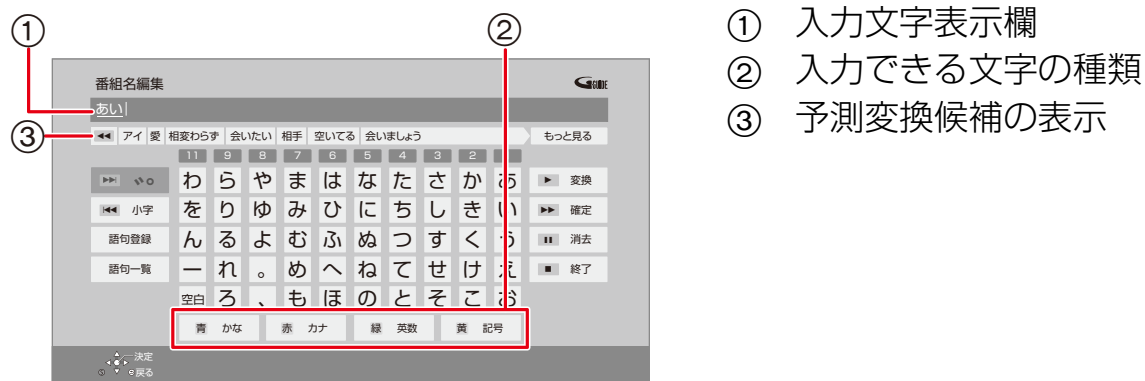 ① ② ① 入力文字表示欄
② 入力できる文字の種類
③ 予測変換候補の表示
番組名編集 GGUIDE
あい
③ アイ 愛 相変わらず 会いたい 相手 空いてる 会いましょう もっと見る
11 9 8 7 6 5 4 3 2
わ ら や ま は な た さ か あ 変換
小字 を り ゆ み ひ に ち し き い 確定
語句登録 ん る よ む ふ ぬ つ す く う 消去
語句一覧 ー れ 。 め へ ね て せ け え 終了
空白 ろ 、 も ほ の と そ こ お
青 かな 赤 カナ 緑 英数 黄 記号
決定
戻る